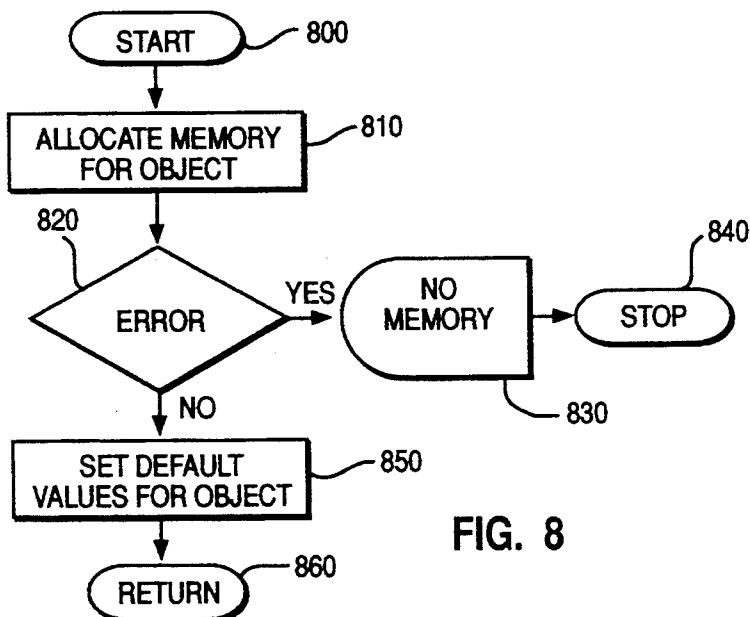 START
800
ALLOCATE MEMORY
FOR OBJECT
810
820
ERROR
YES
NO
MEMORY
830
840
STOP
NO
SET DEFAULT
VALUES FOR OBJECT
850
RETURN
860
FIG. 8